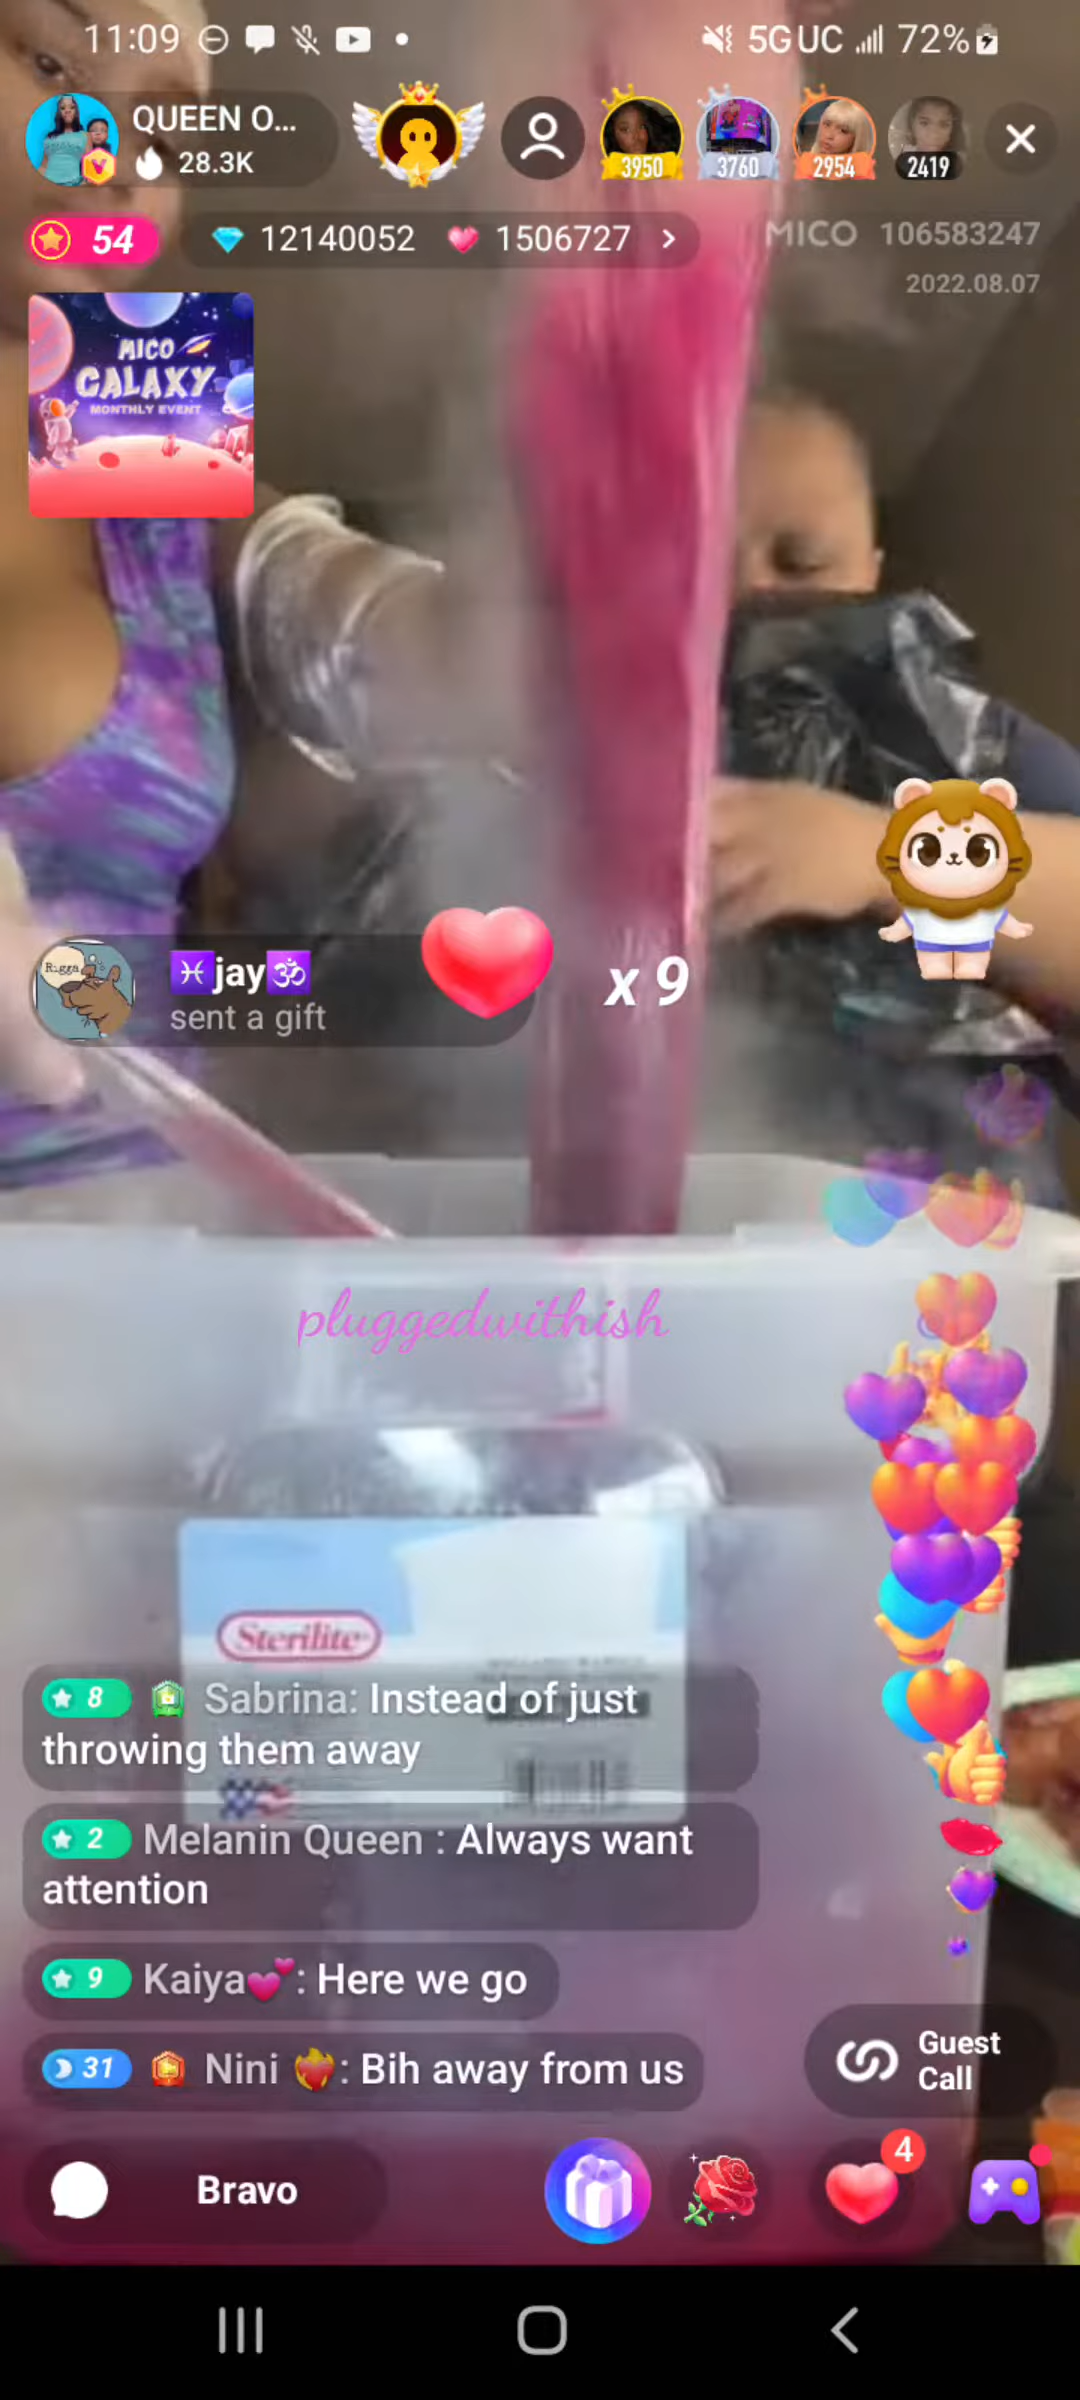 11:09
5G UC 72%
QUEEN O...
28.3K
3950
3760
2954
2419
54
12140052
1506727
MICO 106583247
2022.08.07
MICO
GALAXY
MONTHLY EVENT
Rigga
♓jay🕉
sent a gift
x 9
pluggedwithish
Sterilite
8 Sabrina: Instead of just
throwing them away
2 Melanin Queen : Always want
attention
9 Kaiya💕: Here we go
31 Nini ❤️‍🔥: Bih away from us
Guest
Call
Bravo
4